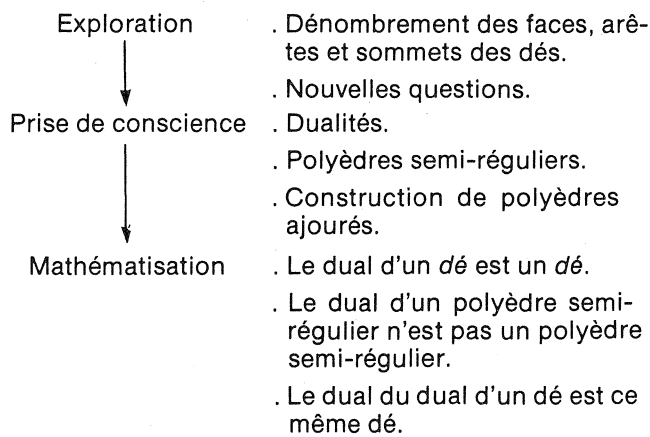 Exploration . Dénombrement des faces, arê-
tes et sommets des dés.
. Nouvelles questions.
Prise de conscience . Dualités.
. Polyèdres semi-réguliers.
. Construction de polyèdres
ajourés.
Mathématisation . Le dual d'un dé est un dé.
. Le dual d'un polyèdre semi-
régulier n'est pas un polyèdre
semi-régulier.
. Le dual du dual d'un dé est ce
même dé.